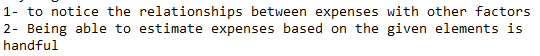 1- to notice the relationships between expenses with other factors
2- Being able to estimate expenses based on the given elements is
handful